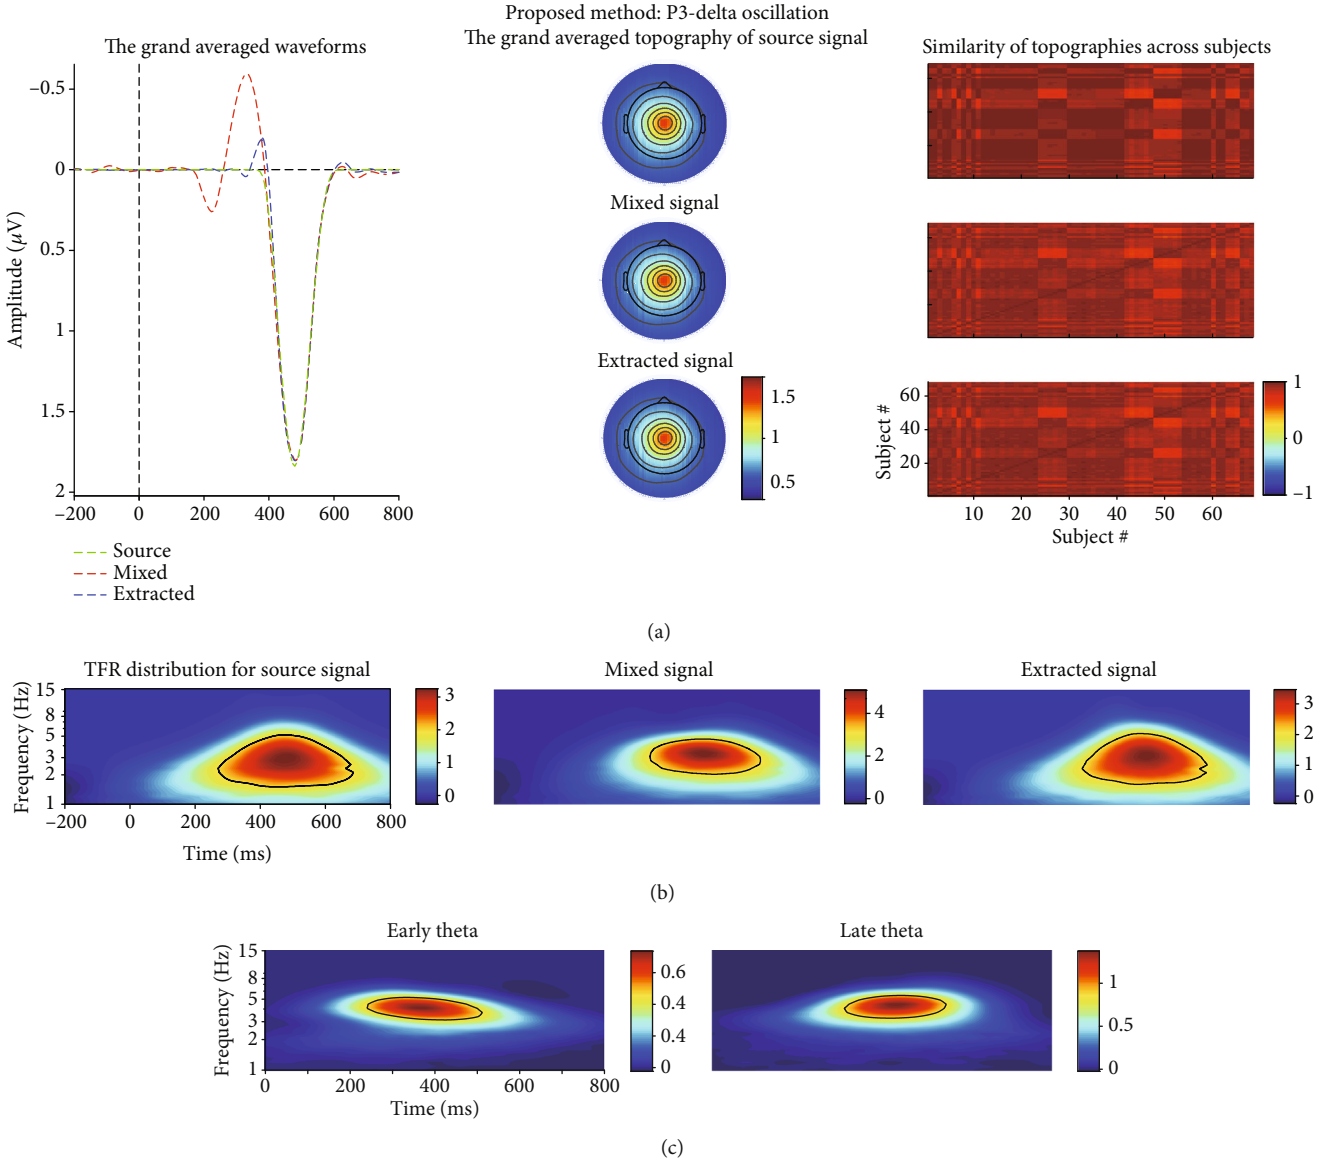 Proposed method: P3-delta oscillation
The grand averaged waveforms
The grand averaged topography of source signal
Similarity of topographies across subjects
−0.5
0
0.5
1
1.5
2
Amplitude (μV)
−200 0 200 400 600 800
Source
Mixed
Extracted
Mixed signal
Extracted signal
1.5
1
0.5
60
40
20
Subject #
10 20 30 40 50 60
Subject #
1
0
−1
(a)
TFR distribution for source signal
15
8
5
3
2
1
Frequency (Hz)
−200 0 200 400 600 800
Time (ms)
3
2
1
0
Mixed signal
4
2
0
Extracted signal
3
2
1
0
(b)
Early theta
15
8
5
3
2
1
Frequency (Hz)
0 200 400 600 800
Time (ms)
0.6
0.4
0.4
0
Late theta
1
0.5
0
(c)